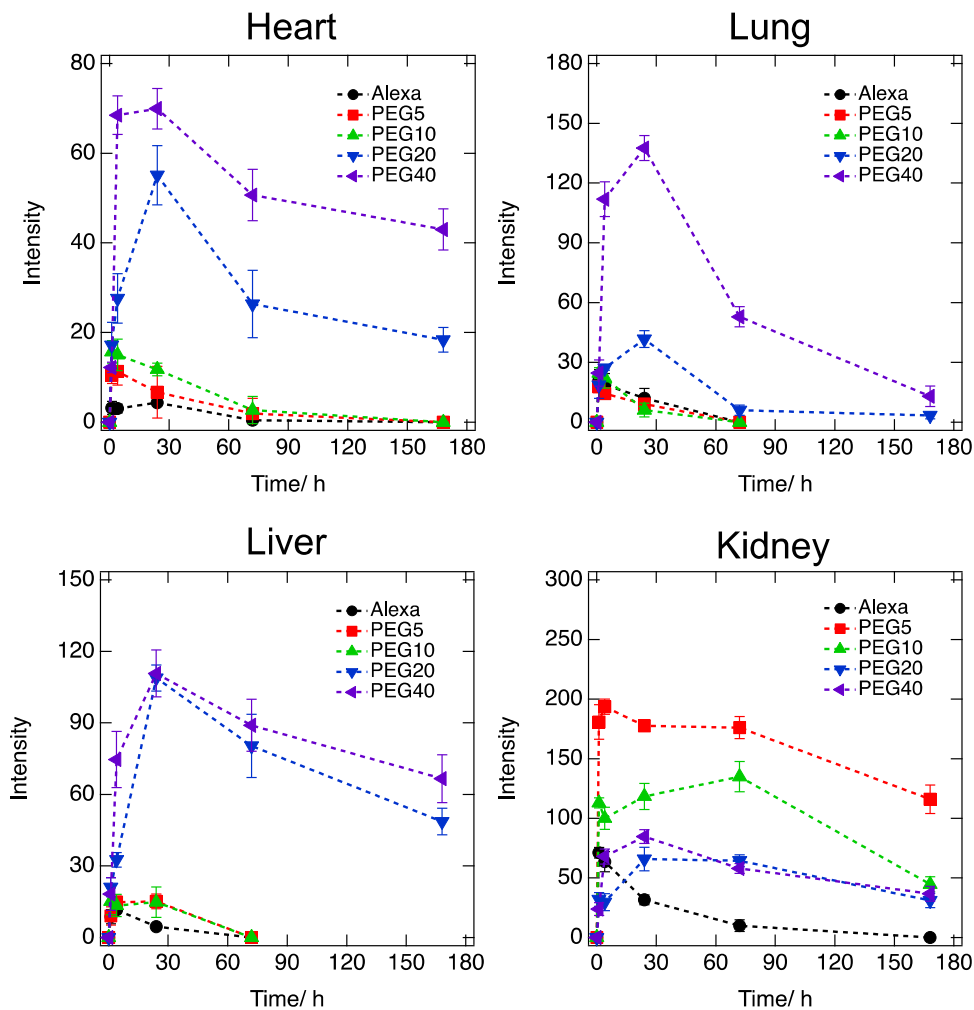 Heart
80
60
40
20
0
Intensity
0 30 60 90 120 150 180
Time/ h
Alexa
PEG5
PEG10
PEG20
PEG40
Lung
180
150
120
90
60
30
0
Intensity
0 30 60 90 120 150 180
Time/ h
Alexa
PEG5
PEG10
PEG20
PEG40
Liver
150
120
90
60
30
0
Intensity
0 30 60 90 120 150 180
Time/ h
Alexa
PEG5
PEG10
PEG20
PEG40
Kidney
300
250
200
150
100
50
0
Intensity
0 30 60 90 120 150 180
Time/ h
Alexa
PEG5
PEG10
PEG20
PEG40